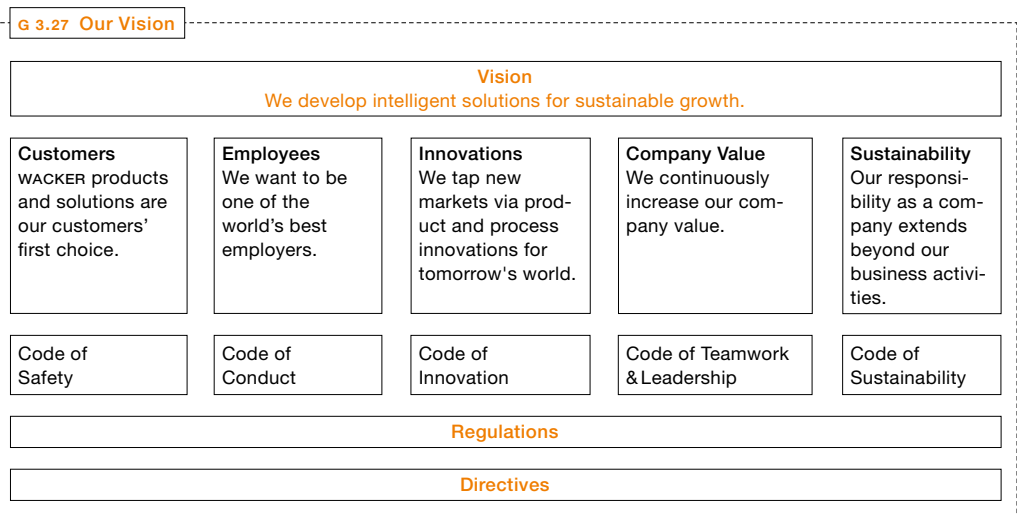 G 3.27 Our Vision
Vision
We develop intelligent solutions for sustainable growth.
Customers
WACKER products
and solutions are
our customers’
first choice.
Employees
We want to be
one of the
world’s best
employers.
Innovations
We tap new
markets via prod-
uct and process
innovations for
tomorrow's world.
Company Value
We continuously
increase our com-
pany value.
Sustainability
Our responsi-
bility as a com-
pany extends
beyond our
business activi-
ties.
Code of
Safety
Code of
Conduct
Code of
Innovation
Code of Teamwork
& Leadership
Code of
Sustainability
Regulations
Directives